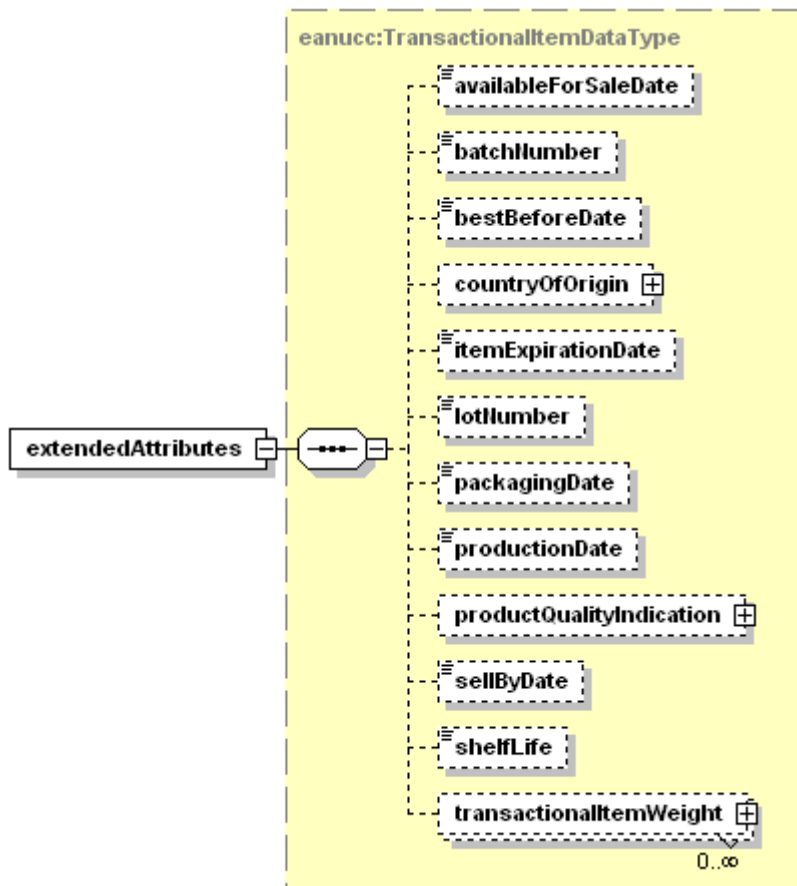 eanucc:TransactionalItemDataType
availableForSaleDate
batchNumber
bestBeforeDate
countryOfOrigin
itemExpirationDate
lotNumber
extendedAttributes
packagingDate
productionDate
productQualityIndication
sellByDate
shelfLife
transactionalItemWeight
0..∞